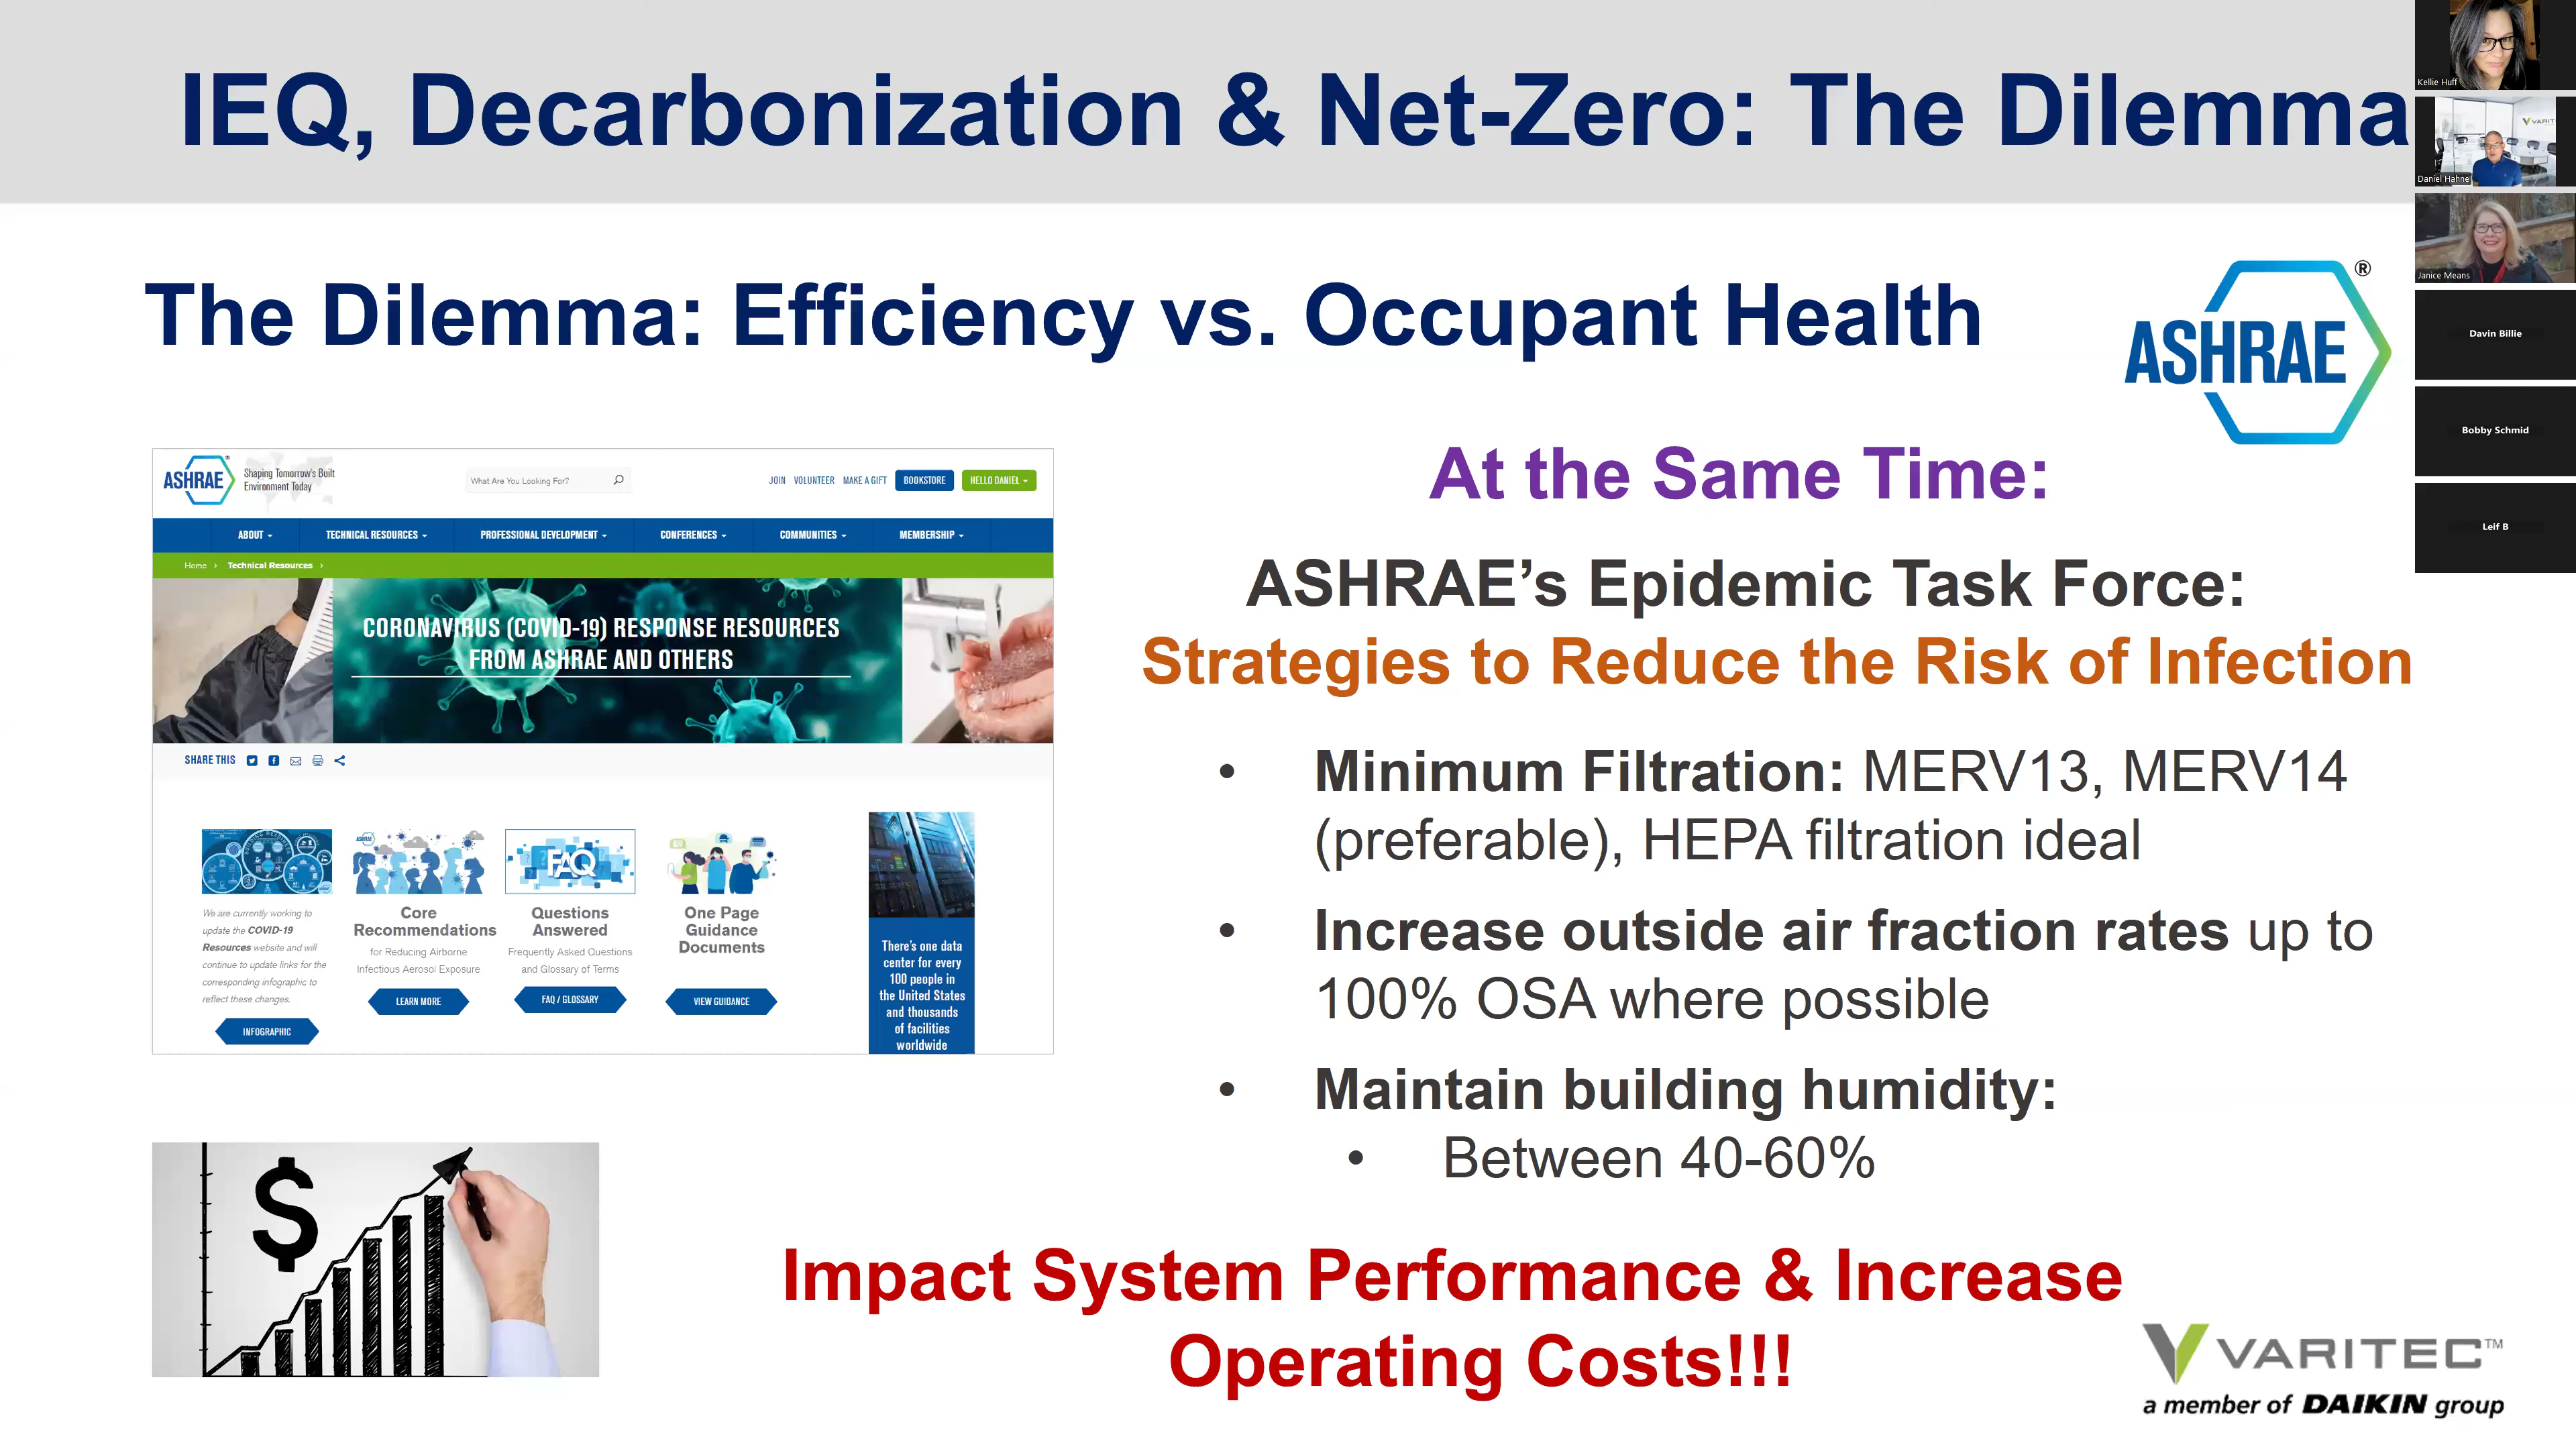 IEQ, Decarbonization & Net-Zero: The Dilemma
The Dilemma: Efficiency vs. Occupant Health
ASHRAE
®
ASHRAE
Shaping Tomorrow's Built
Environment Today
What Are You Looking For?
JOIN VOLUNTEER MAKE A GIFT BOOKSTORE HELLO DANIEL
ABOUT TECHNICAL RESOURCES PROFESSIONAL DEVELOPMENT CONFERENCES COMMUNITIES MEMBERSHIP
Home › Technical Resources ›
CORONAVIRUS (COVID-19) RESPONSE RESOURCES
FROM ASHRAE AND OTHERS
SHARE THIS
FAQ
We are currently working to
update the COVID-19
Resources website and will
continue to update links for the
corresponding infographic to
reflect these changes.
INFOGRAPHIC
Core
Recommendations
for Reducing Airborne
Infectious Aerosol Exposure
LEARN MORE
Questions
Answered
Frequently Asked Questions
and Glossary of Terms
FAQ / GLOSSARY
One Page
Guidance
Documents
VIEW GUIDANCE
There's one data
center for every
100 people in
the United States
and thousands
of facilities
worldwide
$
At the Same Time:
ASHRAE’s Epidemic Task Force:
Strategies to Reduce the Risk of Infection
• Minimum Filtration: MERV13, MERV14
(preferable), HEPA filtration ideal
• Increase outside air fraction rates up to
100% OSA where possible
• Maintain building humidity:
• Between 40-60%
Impact System Performance & Increase
Operating Costs!!!
VARITEC™
a member of DAIKIN group
Kellie Huff
VARIT
Daniel Hahne
Janice Means
Davin Billie
Bobby Schmid
Leif B